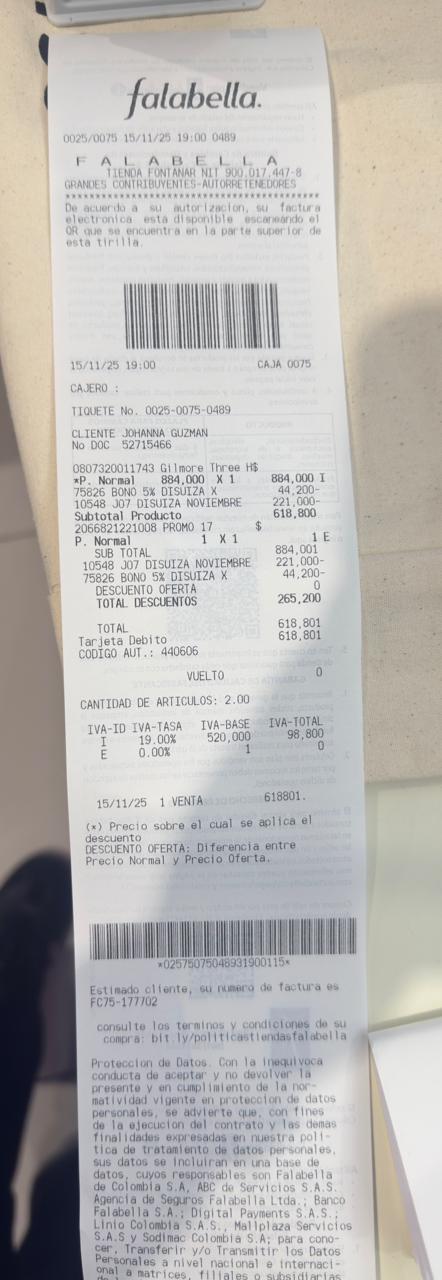 falabella.
0025/0075 15/11/25 19:00 0489
F A L A B E L L A
TIENDA FONTANAR NIT 900.017.447-8
GRANDES CONTRIBUYENTES-AUTORRETENEDORES
****************************************
De acuerdo a su autorizacion, su factura
electronica esta disponible escaneando el
QR que se encuentra en la parte superior de
esta tirilla.
15/11/25 19:00 CAJA 0075
CAJERO :
TIQUETE No. 0025-0075-0489
CLIENTE JOHANNA GUZMAN
No DOC 52715466
0807320011743 Gilmore Three H$
*P. Normal 884,000 X 1 884,000 I
75826 BONO 5% DISUIZA X 44,200-
10548 J07 DISUIZA NOVIEMBRE 221,000-
Subtotal Producto 618,800
2066821221008 PROMO 17 $
P. Normal 1 X 1 1 E
SUB TOTAL 884,001
10548 J07 DISUIZA NOVIEMBRE 221,000-
75826 BONO 5% DISUIZA X 44,200-
DESCUENTO OFERTA 0
TOTAL DESCUENTOS 265,200
TOTAL 618,801
Tarjeta Debito 618,801
CODIGO AUT.: 440606
VUELTO 0
CANTIDAD DE ARTICULOS: 2.00
IVA-ID IVA-TASA IVA-BASE IVA-TOTAL
I 19.00% 520,000 98,800
E 0.00% 1 0
15/11/25 1 VENTA 618801.
(*) Precio sobre el cual se aplica el
descuento
DESCUENTO OFERTA: Diferencia entre
Precio Normal y Precio Oferta.
*02575075048931900115*
Estimado cliente, su numero de factura es
FC75-177702
consulte los terminos y condiciones de su
compra: bit.ly/politicastiendasfalabella
Proteccion de Datos. Con la inequivoca
conducta de aceptar y no devolver la
presente y en cumplimiento de la nor-
matividad vigente en proteccion de datos
personales, se advierte que, con fines
de la ejecucion del contrato y las demas
finalidades expresadas en nuestra poli-
tica de tratamiento de datos personales,
sus datos se incluiran en una base de
datos, cuyos responsables son Falabella
de Colombia S.A, ABC de Servicios S.A.S.
Agencia de Seguros Falabella Ltda.; Banco
Falabella S.A.; Digital Payments S.A.S.;
Linio Colombia S.A.S., Mallplaza Servicios
S.A.S y Sodimac Colombia S.A; para cono-
cer, Transferir y/o Transmitir los Datos
Personales a nivel nacional e internaci-
onal a matrices, filiales o subsidiarias